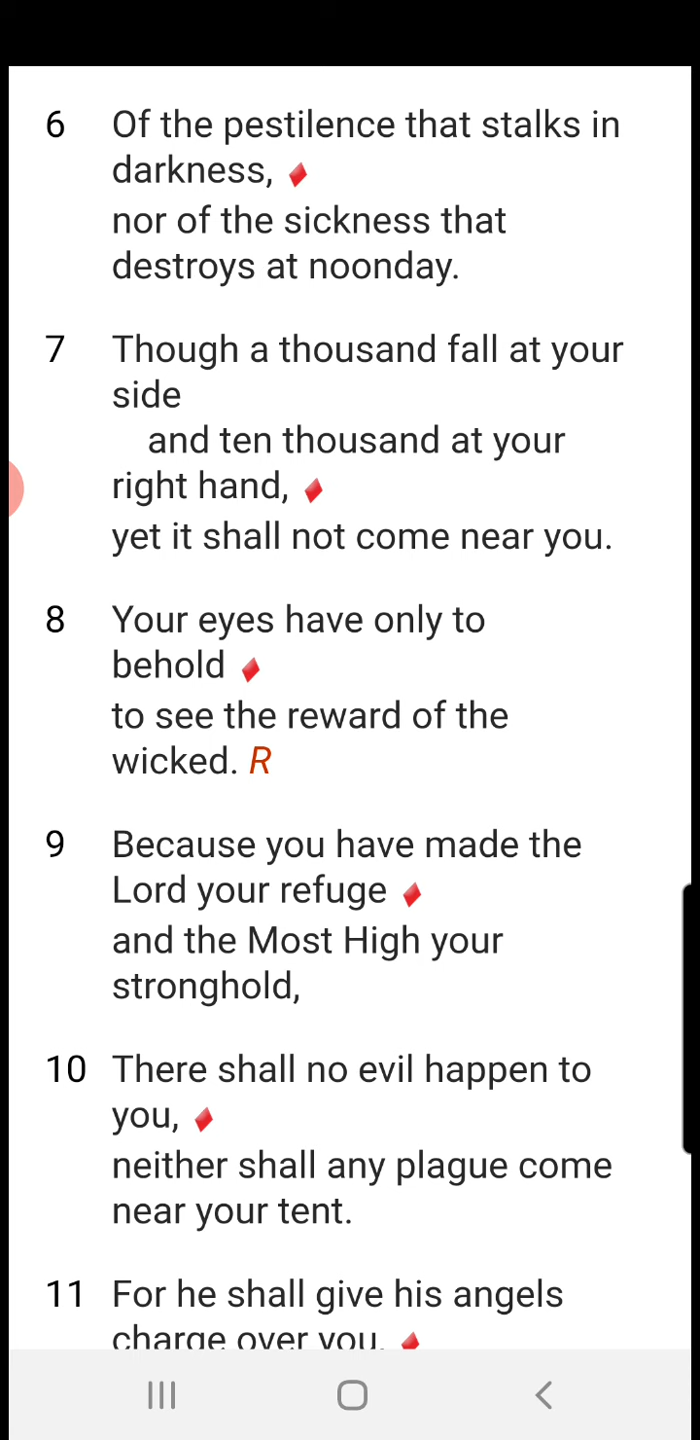 6 Of the pestilence that stalks in
darkness, ♦
nor of the sickness that
destroys at noonday.
7 Though a thousand fall at your
side
and ten thousand at your
right hand, ♦
yet it shall not come near you.
8 Your eyes have only to
behold ♦
to see the reward of the
wicked. R
9 Because you have made the
Lord your refuge ♦
and the Most High your
stronghold,
10 There shall no evil happen to
you, ♦
neither shall any plague come
near your tent.
11 For he shall give his angels
charge over you, ♦